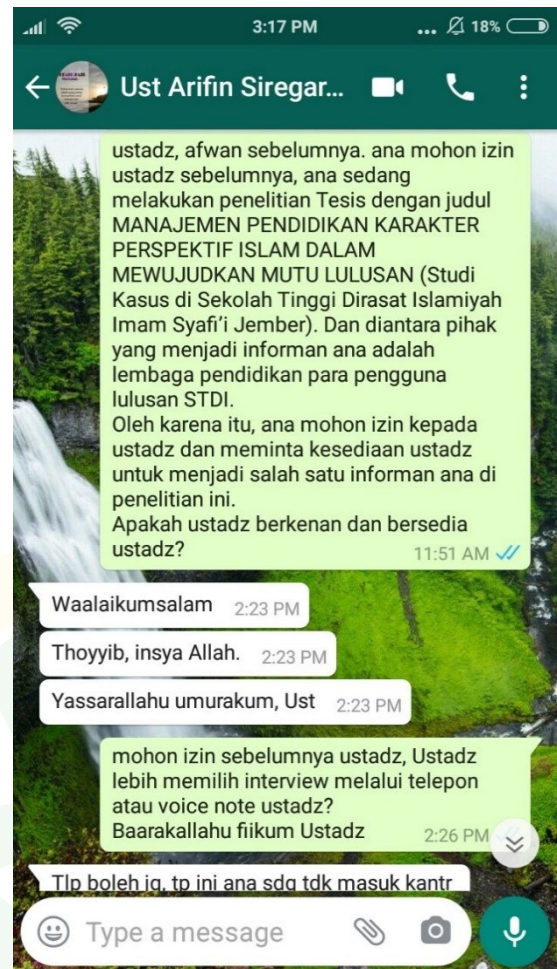 3:17 PM
... 18%
Ust Arifin Siregar...
ustadz, afwan sebelumnya. ana mohon izin
ustadz sebelumnya, ana sedang
melakukan penelitian Tesis dengan judul
MANAJEMEN PENDIDIKAN KARAKTER
PERSPEKTIF ISLAM DALAM
MEWUJUDKAN MUTU LULUSAN (Studi
Kasus di Sekolah Tinggi Dirasat Islamiyah
Imam Syafi'i Jember). Dan diantara pihak
yang menjadi informan ana adalah
lembaga pendidikan para pengguna
lulusan STDI.
Oleh karena itu, ana mohon izin kepada
ustadz dan meminta kesediaan ustadz
untuk menjadi salah satu informan ana di
penelitian ini.
Apakah ustadz berkenan dan bersedia
ustadz?
11:51 AM
Waalaikumsalam 2:23 PM
Thoyyib, insya Allah. 2:23 PM
Yassarallahu umurakum, Ust 2:23 PM
mohon izin sebelumnya ustadz, Ustadz
lebih memilih interview melalui telepon
atau voice note ustadz?
Baarakallahu fiikum Ustadz 2:26 PM
Tlp boleh jg, tp ini ana sdg tdk masuk kantr
Type a message